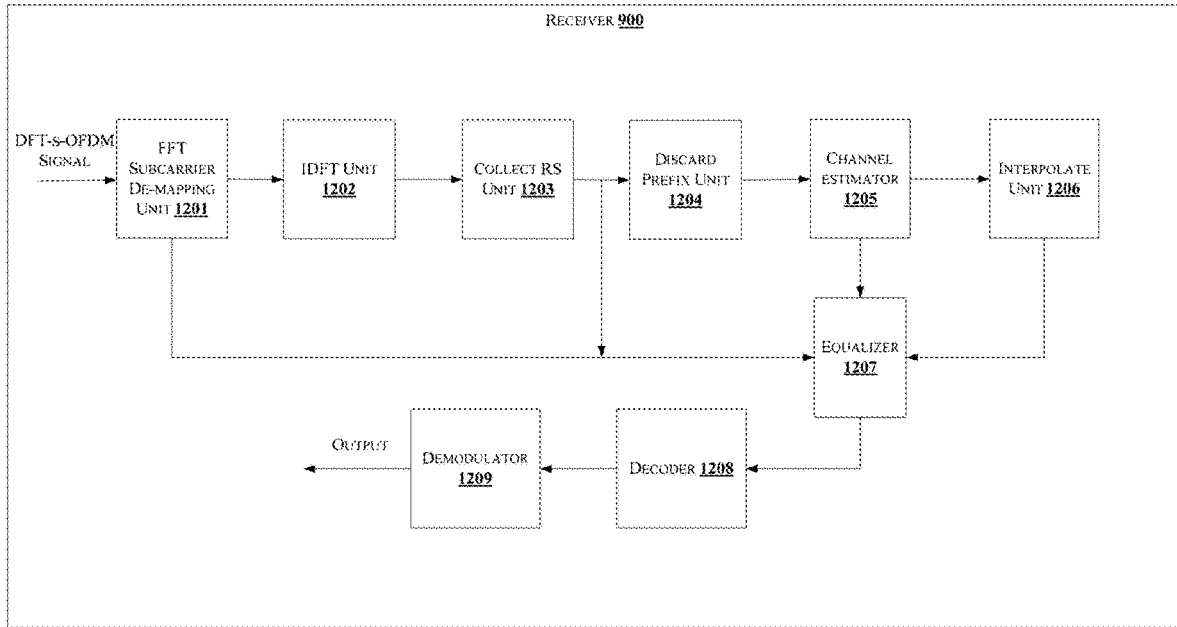 RECEIVER 900
DFT-S-OFDM
SIGNAL
FFT
SUBCARRIER
DE-MAPPING
UNIT 1201
IDFT UNIT
1202
COLLECT RS
UNIT 1203
DISCARD
PREFIX UNIT
1204
CHANNEL
ESTIMATOR
1205
INTERPOLATE
UNIT 1206
EQUALIZER
1207
OUTPUT
DEMODULATOR
1209
DECODER 1208